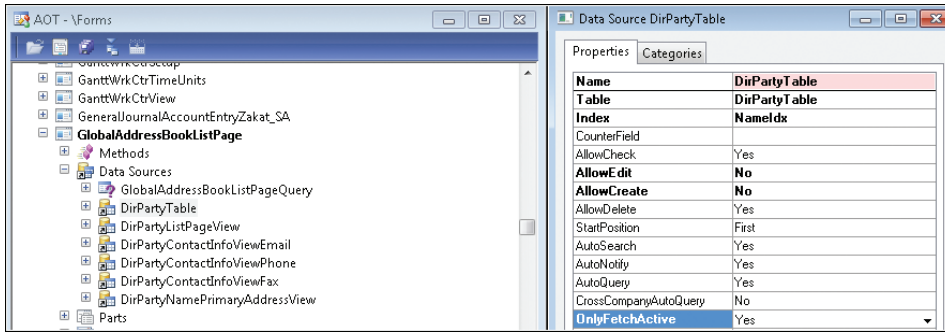 AOT - \Forms
GanttWrkCtrSetup
GanttWrkCtrTimeUnits
GanttWrkCtrView
GeneralJournalAccountEntryZakat_SA
GlobalAddressBookListPage
Methods
Data Sources
GlobalAddressBookListPageQuery
DirPartyTable
DirPartyListPageView
DirPartyContactInfoViewEmail
DirPartyContactInfoViewPhone
DirPartyContactInfoViewFax
DirPartyNamePrimaryAddressView
Parts
Data Source DirPartyTable
Properties Categories
Name DirPartyTable
Table DirPartyTable
Index NameIdx
CounterField
AllowCheck Yes
AllowEdit No
AllowCreate No
AllowDelete Yes
StartPosition First
AutoSearch Yes
AutoNotify Yes
AutoQuery Yes
CrossCompanyAutoQuery No
OnlyFetchActive Yes